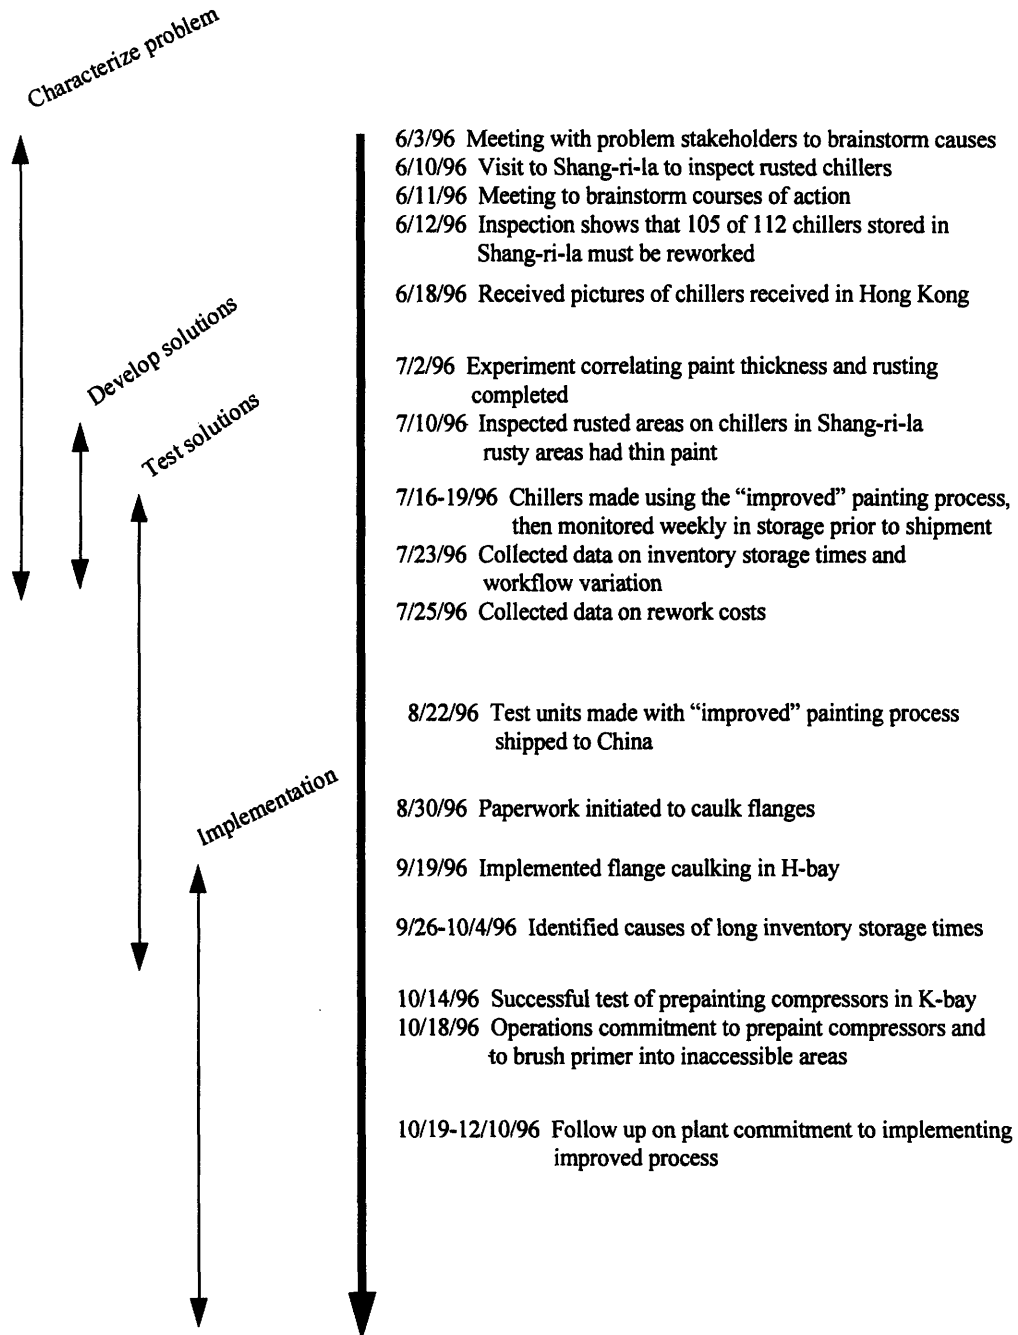 Characterize problem
6/3/96 Meeting with problem stakeholders to brainstorm causes
6/10/96 Visit to Shang-ri-la to inspect rusted chillers
6/11/96 Meeting to brainstorm courses of action
6/12/96 Inspection shows that 105 of 112 chillers stored in
Shang-ri-la must be reworked
6/18/96 Received pictures of chillers received in Hong Kong
Develop solutions
7/2/96 Experiment correlating paint thickness and rusting
completed
Test solutions
7/10/96 Inspected rusted areas on chillers in Shang-ri-la
rusty areas had thin paint
7/16-19/96 Chillers made using the “improved” painting process,
then monitored weekly in storage prior to shipment
7/23/96 Collected data on inventory storage times and
workflow variation
7/25/96 Collected data on rework costs
8/22/96 Test units made with “improved” painting process
shipped to China
Implementation
8/30/96 Paperwork initiated to caulk flanges
9/19/96 Implemented flange caulking in H-bay
9/26-10/4/96 Identified causes of long inventory storage times
10/14/96 Successful test of prepainting compressors in K-bay
10/18/96 Operations commitment to prepaint compressors and
to brush primer into inaccessible areas
10/19-12/10/96 Follow up on plant commitment to implementing
improved process